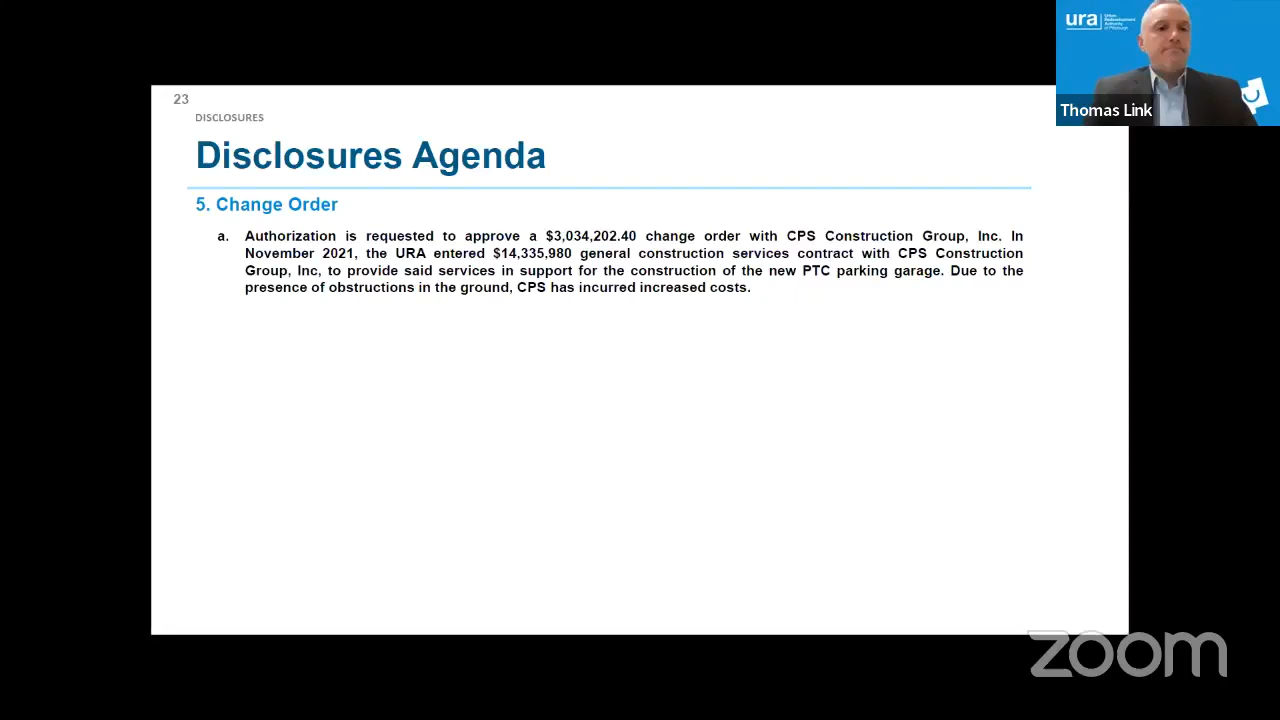 ura
Urban
Redevelopment
Authority
of Pittsburgh
Thomas Link
23
DISCLOSURES
Disclosures Agenda
5. Change Order
a. Authorization is requested to approve a $3,034,202.40 change order with CPS Construction Group, Inc. In
November 2021, the URA entered $14,335,980 general construction services contract with CPS Construction
Group, Inc, to provide said services in support for the construction of the new PTC parking garage. Due to the
presence of obstructions in the ground, CPS has incurred increased costs.
zoom